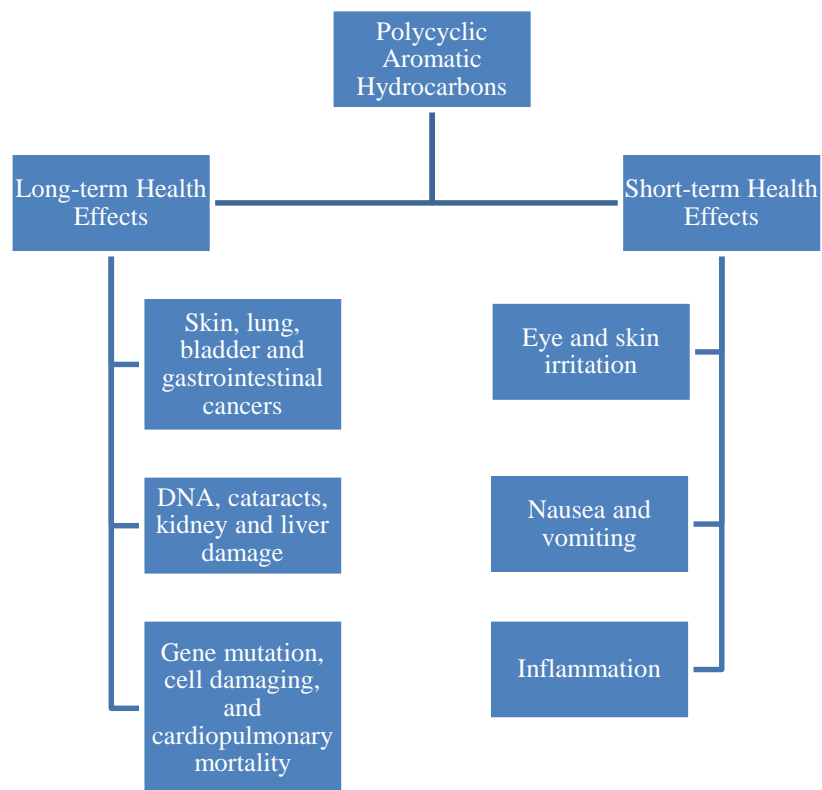 Polycyclic
Aromatic
Hydrocarbons
Long-term Health
Effects
Skin, lung,
bladder and
gastrointestinal
cancers
DNA, cataracts,
kidney and liver
damage
Gene mutation,
cell damaging,
and
cardiopulmonary
mortality
Short-term Health
Effects
Eye and skin
irritation
Nausea and
vomiting
Inflammation